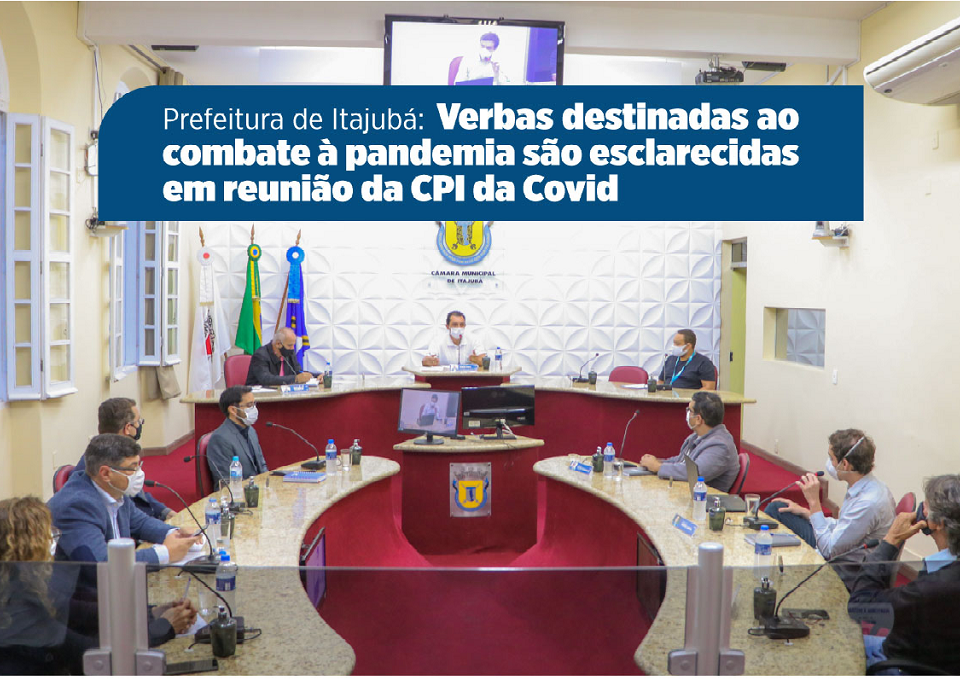 Prefeitura de Itajubá: Verbas destinadas ao
combate à pandemia são esclarecidas
em reunião da CPI da Covid
CÂMARA MUNICIPAL
DE ITAJUBÁ